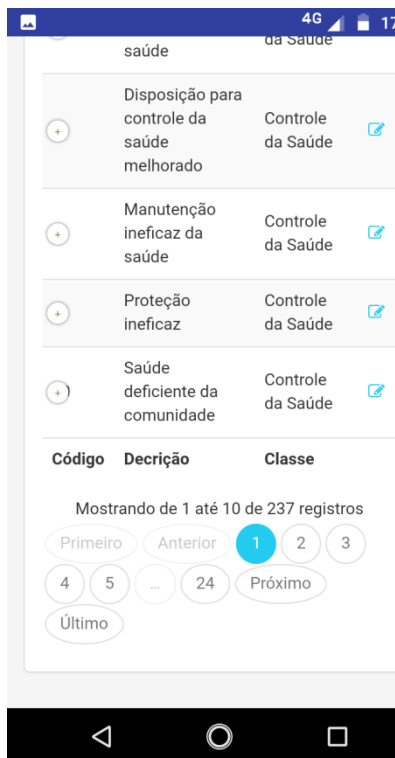 4G 17
saúde
da Saúde
Disposição para
controle da
saúde
melhorado
Controle
da Saúde
Manutenção
ineficaz da
saúde
Controle
da Saúde
Proteção
ineficaz
Controle
da Saúde
Saúde
deficiente da
comunidade
Controle
da Saúde
Código Decrição Classe
Mostrando de 1 até 10 de 237 registros
Primeiro Anterior 1 2 3
4 5 ... 24 Próximo
Último